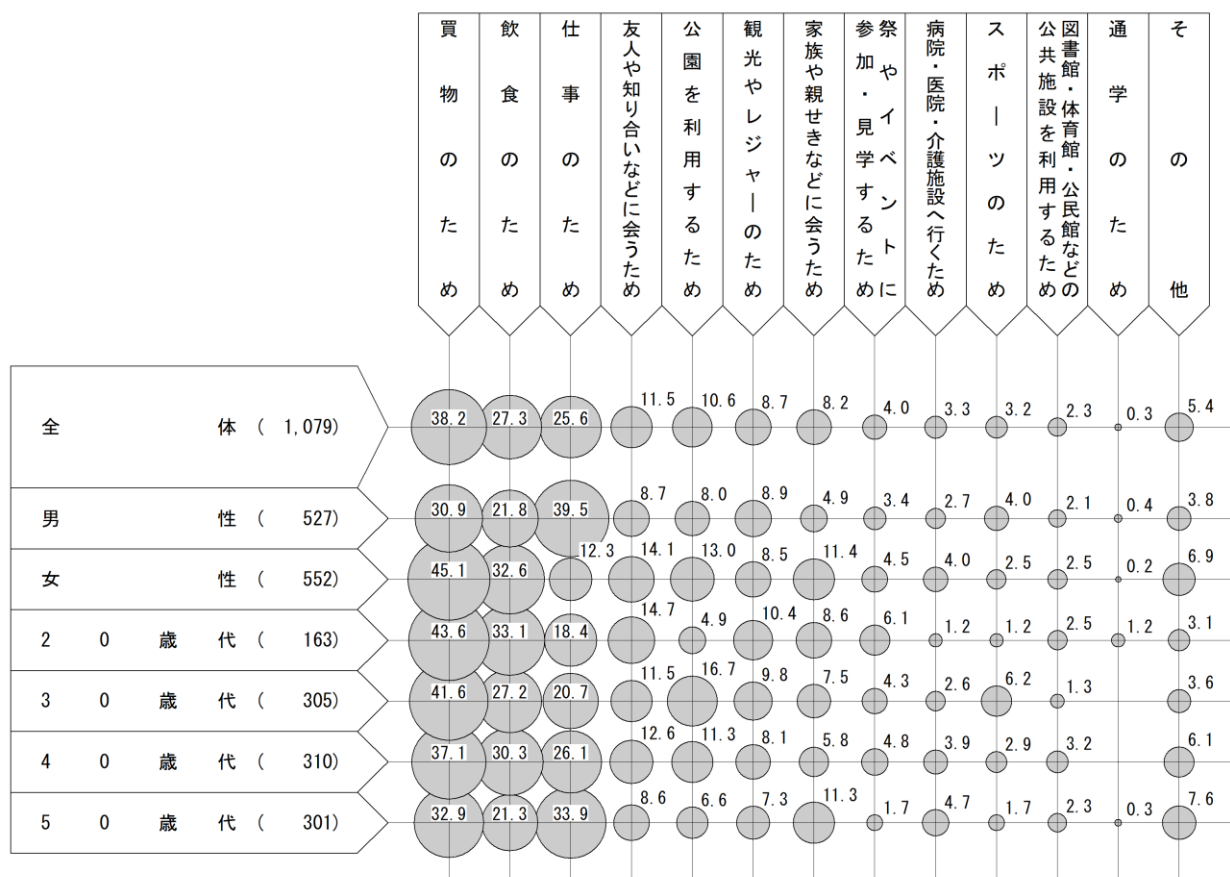 買物のため
飲食のため
仕事のため
友人や知り合いなどに会うため
公園を利用するため
観光やレジャーのため
家族や親せきなどに会うため
祭やイベントに
参加・見学するため
病院・医院・介護施設へ行くため
スポーツのため
図書館・体育館・公民館などの
公共施設を利用するため
通学のため
その他
全体(1,079) 38.2 27.3 25.6 11.5 10.6 8.7 8.2 4.0 3.3 3.2 2.3 0.3 5.4
男性(527) 30.9 21.8 39.5 8.7 8.0 8.9 4.9 3.4 2.7 4.0 2.1 0.4 3.8
女性(552) 45.1 32.6 12.3 14.1 13.0 8.5 11.4 4.5 4.0 2.5 2.5 0.2 6.9
20歳代(163) 43.6 33.1 18.4 14.7 4.9 10.4 8.6 6.1 1.2 1.2 2.5 1.2 3.1
30歳代(305) 41.6 27.2 20.7 11.5 16.7 9.8 7.5 4.3 2.6 6.2 1.3 3.6
40歳代(310) 37.1 30.3 26.1 12.6 11.3 8.1 5.8 4.8 3.9 2.9 3.2 6.1
50歳代(301) 32.9 21.3 33.9 8.6 6.6 7.3 11.3 1.7 4.7 1.7 2.3 0.3 7.6